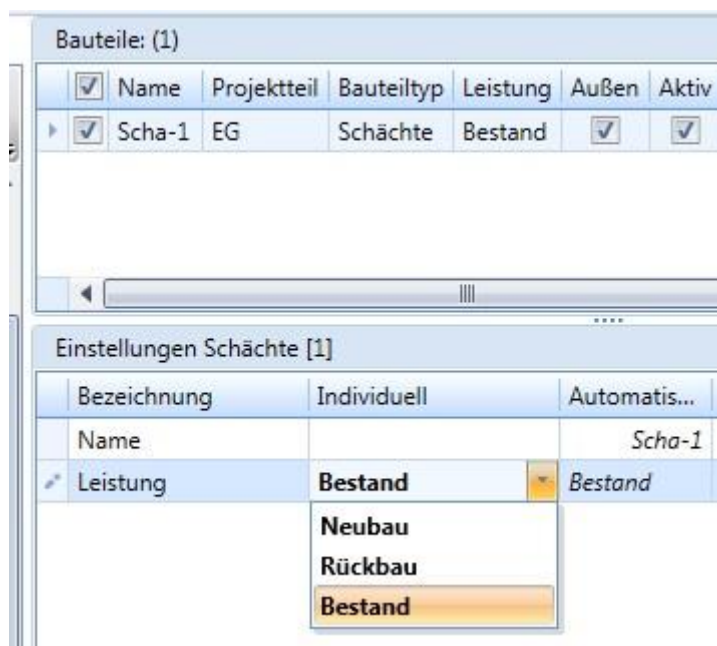 Bauteile: (1)
Name Projektteil Bauteiltyp Leistung Außen Aktiv
Scha-1 EG Schächte Bestand
Einstellungen Schächte [1]
Bezeichnung Individuell Automatis...
Name Scha-1
Leistung Bestand Bestand
Neubau
Rückbau
Bestand